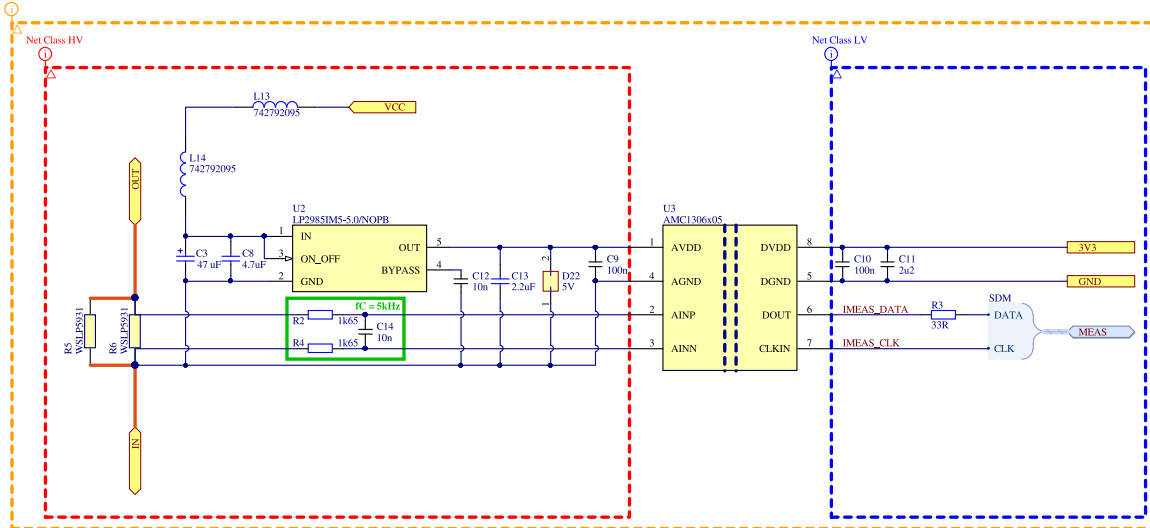 i
Net Class HV
i
Net Class LV
i
L13
742792095
VCC
L14
742792095
OUT
U2
LP2985IM5-5.0/NOPB
1
IN
3
ON_OFF
2
GND
OUT
5
BYPASS
4
+
C3
47 uF
C8
4.7uF
C12
10n
C13
2.2uF
2
D22
5V
1
C9
100n
U3
AMC1306x05
1
AVDD
4
AGND
2
AINP
3
AINN
DVDD
8
DGND
5
DOUT
6
CLKIN
7
C10
100n
C11
2u2
3V3
GND
IMEAS_DATA
R3
33R
SDM
DATA
CLK
IMEAS_CLK
MEAS
fC = 5kHz
R2
1k65
C14
10n
R4
1k65
R5
WSLP5931
R6
WSLP5931
IN